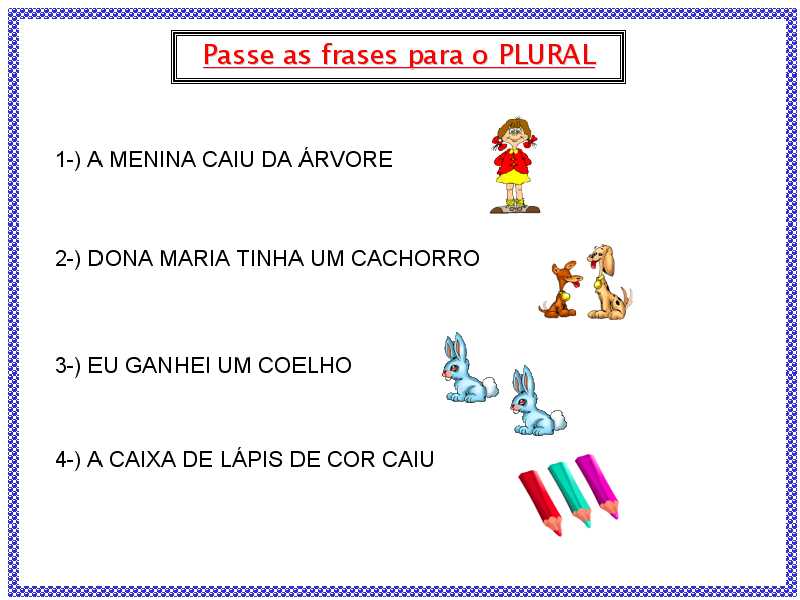 Passe as frases para o PLURAL
1-) A MENINA CAIU DA ÁRVORE
2-) DONA MARIA TINHA UM CACHORRO
3-) EU GANHEI UM COELHO
4-) A CAIXA DE LÁPIS DE COR CAIU